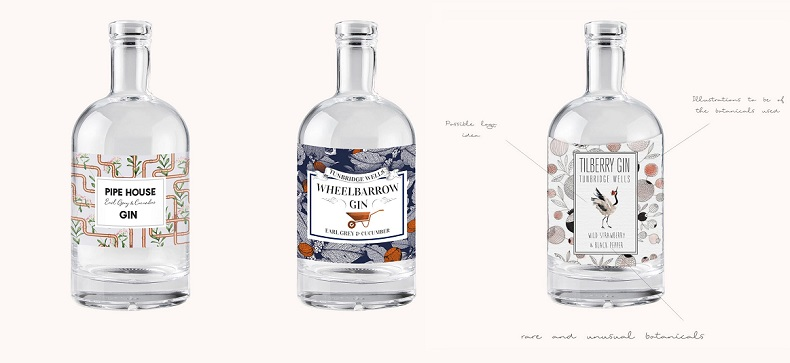 PIPE HOUSE
Earl Grey & Cucumber
GIN
TUNBRIDGE WELLS
WHEELBARROW
GIN
EARL GREY & CUCUMBER
Possible logo
idea
Illustrations to be of
the botanicals used
TILBERRY GIN
TUNBRIDGE WELLS
WILD STRAWBERRY
& BLACK PEPPER
rare and unusual botanicals